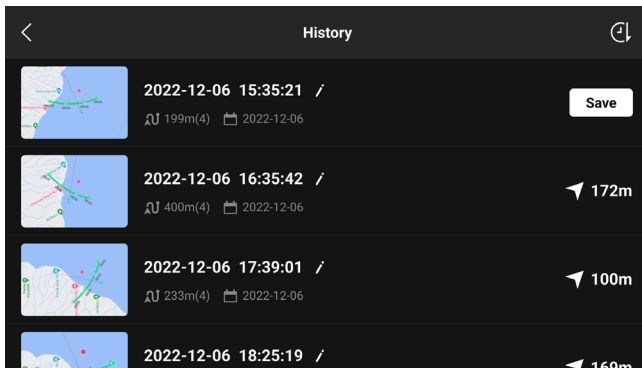 History
2022-12-06 15:35:21
199m(4) 2022-12-06
Save
2022-12-06 16:35:42
400m(4) 2022-12-06
172m
2022-12-06 17:39:01
233m(4) 2022-12-06
100m
2022-12-06 18:25:19
169m